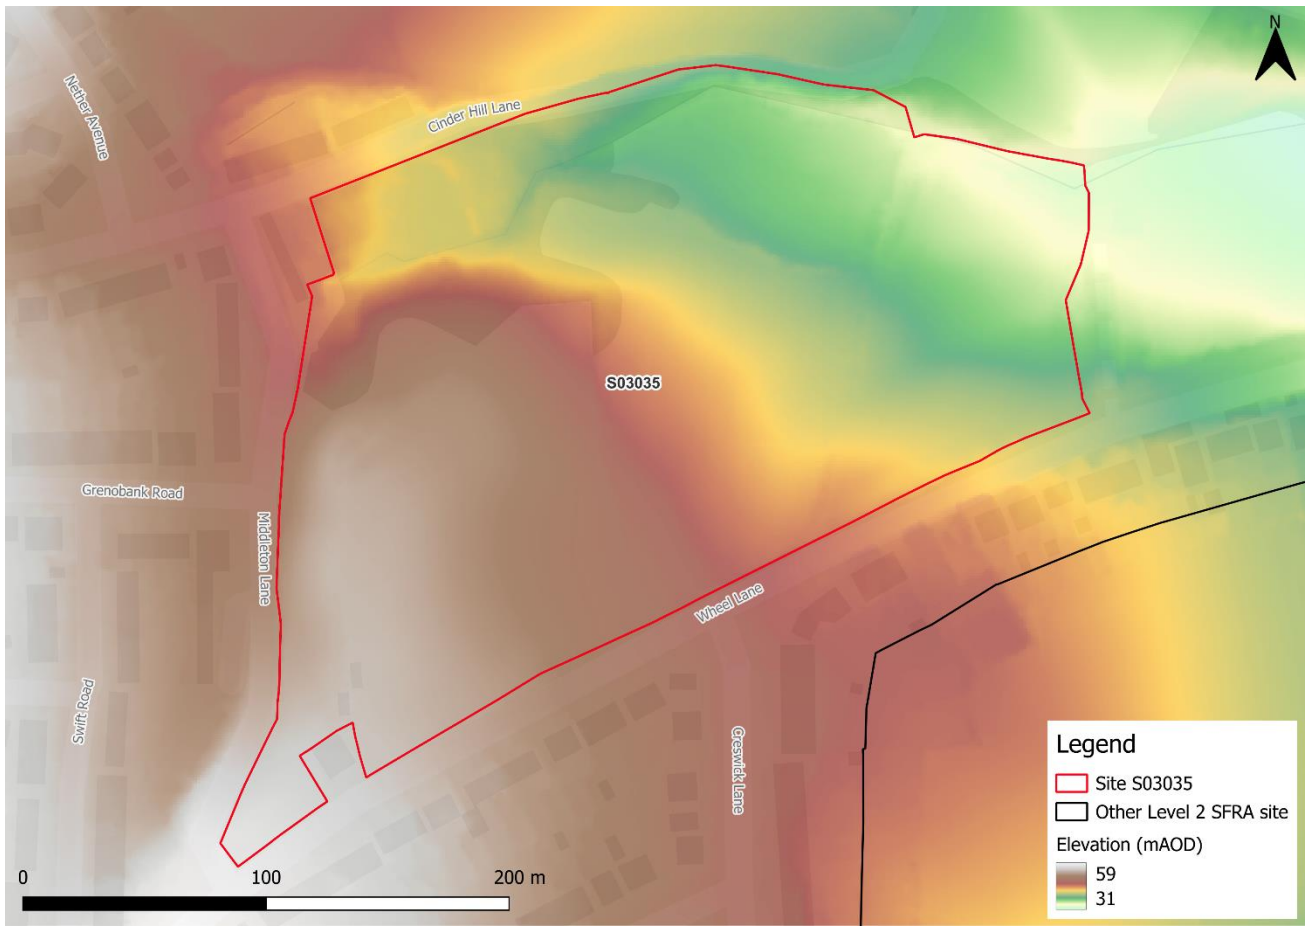 N
Nether Avenue
Cinder Hill Lane
S03035
Grenobank Road
Middleton Lane
Wheel Lane
Swift Road
Creswick Lane
Legend
Site S03035
Other Level 2 SFRA site
Elevation (mAOD)
59
31
0 100 200 m